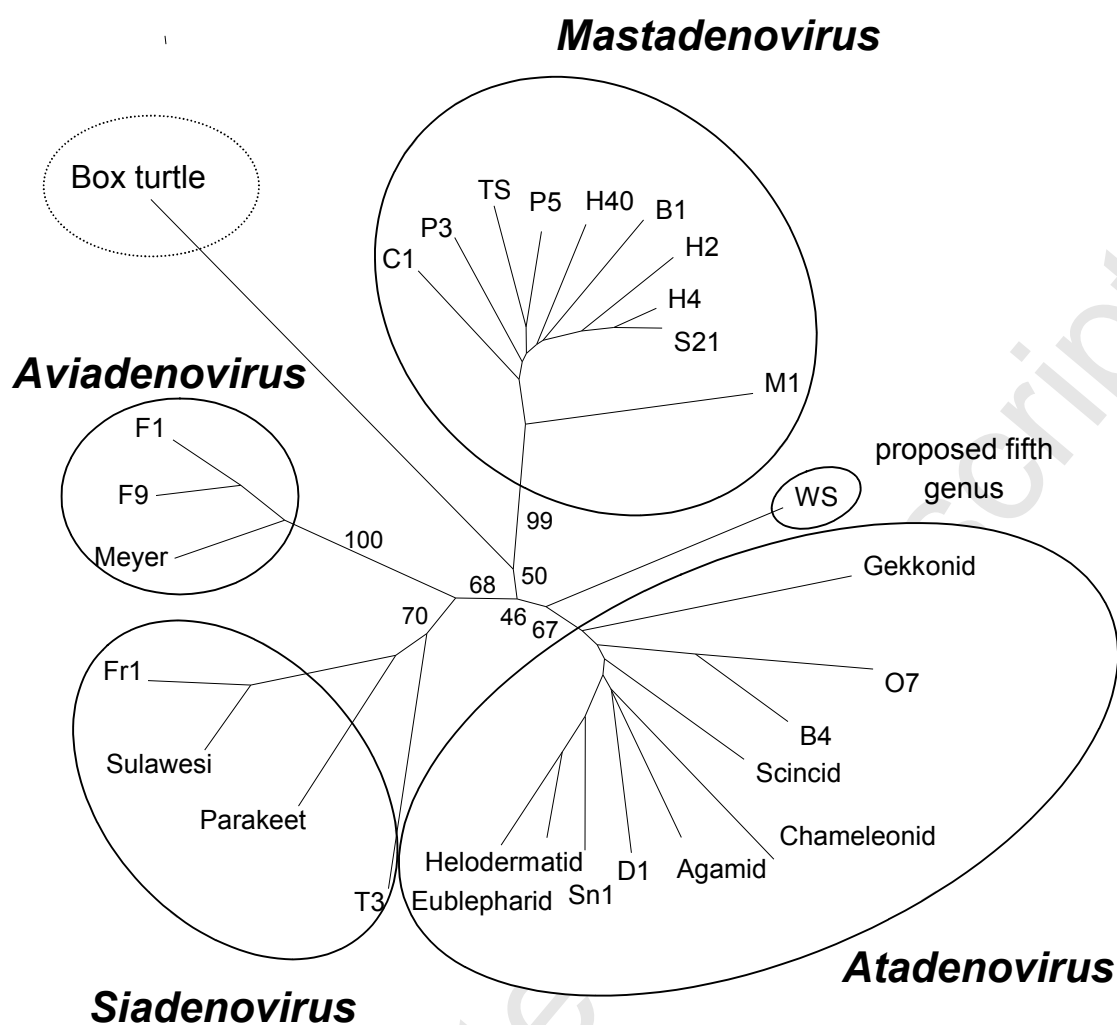 Mastadenovirus
Box turtle
TS
P5
H40
B1
P3
H2
C1
H4
S21
M1
Aviadenovirus
F1
F9
Meyer
proposed fifth
genus
WS
99
100
50
68
46
67
70
Gekkonid
O7
B4
Scincid
Chameleonid
Agamid
D1
Sn1
Helodermatid
Eublepharid
Fr1
Sulawesi
Parakeet
T3
Atadenovirus
Siadenovirus
script